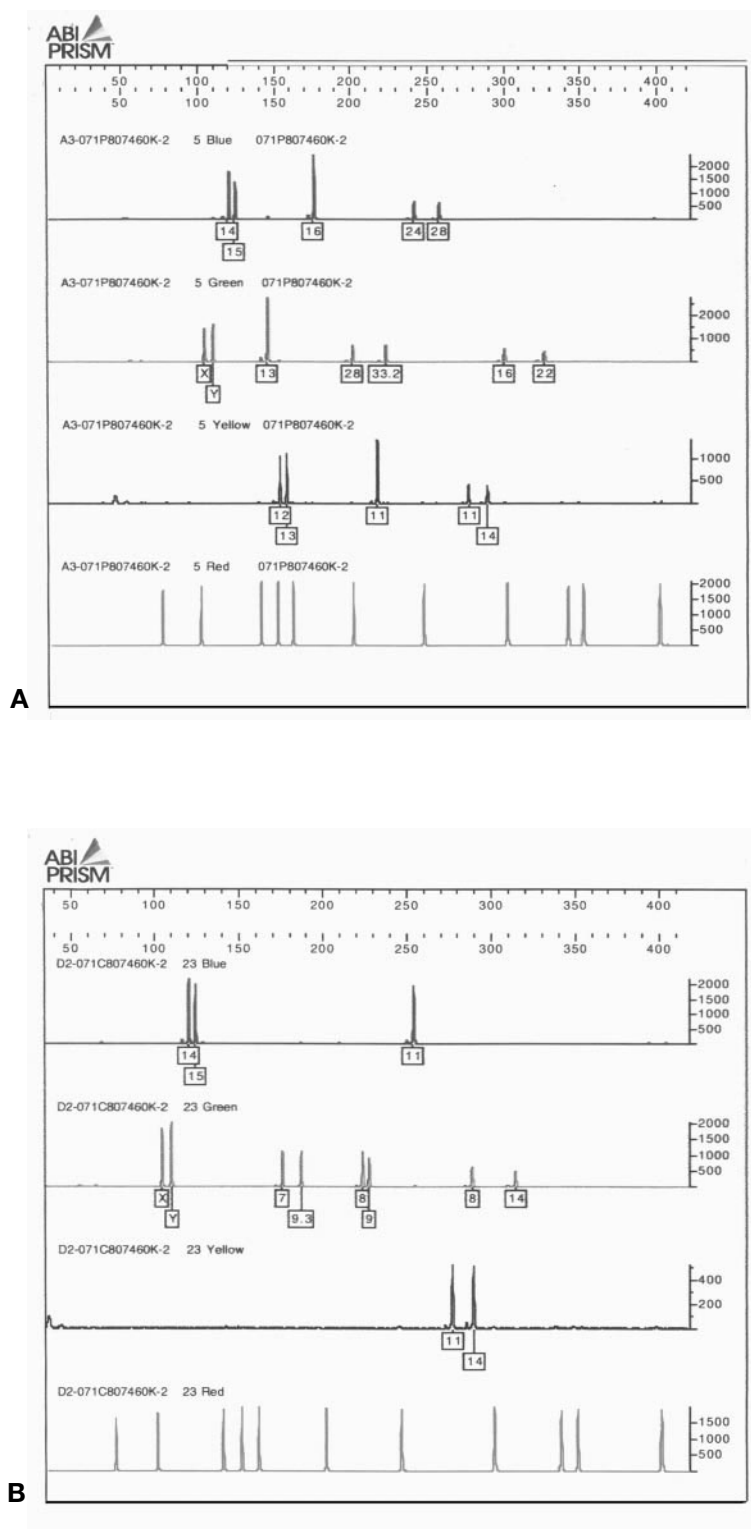 ABI
PRISM
50 100 150 200 250 300 350 400
50 100 150 200 250 300 350 400
A3-071P807460K-2 5 Blue 071P807460K-2
2000
1500
1000
500
14 16 24 28
15
A3-071P807460K-2 5 Green 071P807460K-2
2000
1000
X 13 28 33.2 16 22
Y
A3-071P807460K-2 5 Yellow 071P807460K-2
1000
500
12 11 11
13 14
A3-071P807460K-2 5 Red 071P807460K-2
2000
1500
1000
500
A
ABI
PRISM
50 100 150 200 250 300 350 400
50 100 150 200 250 300 350 400
D2-071C807460K-2 23 Blue
2000
1500
1000
500
14 11
15
D2-071C807460K-2 23 Green
2000
1500
1000
500
X 7 8 8 14
Y 9.3 9
D2-071C807460K-2 23 Yellow
400
200
11
14
D2-071C807460K-2 23 Red
1500
1000
500
B